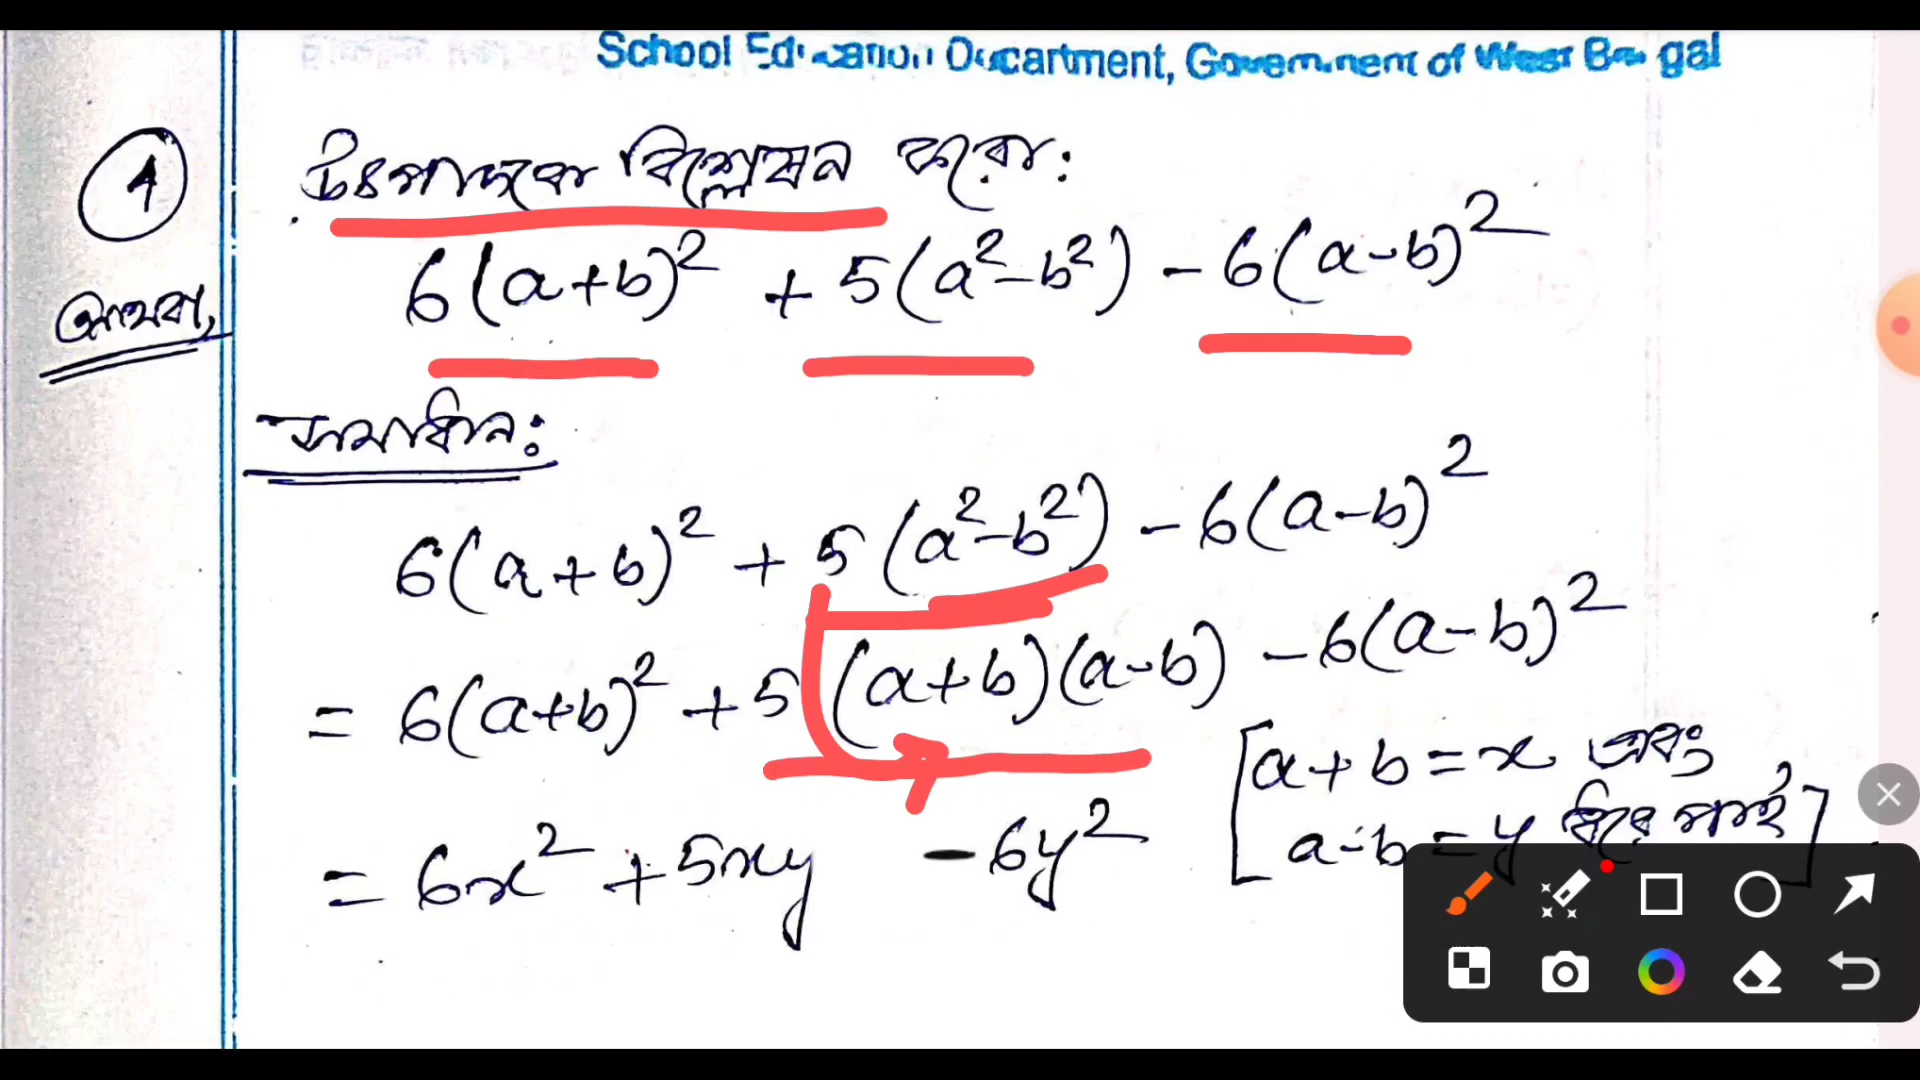 School Education Department, Government of West Bengal
4
উৎপাদকে বিশ্লেষন করো:
অথবা,
6(a+b)² + 5(a²-b²) - 6(a-b)²
সমাধান:
6(a+b)² + 5(a²-b²) - 6(a-b)²
= 6(a+b)² + 5(a+b)(a-b) - 6(a-b)²
[a+b=x এবং
= 6x² + 5xy - 6y²
a-b=y ধরে পাই]